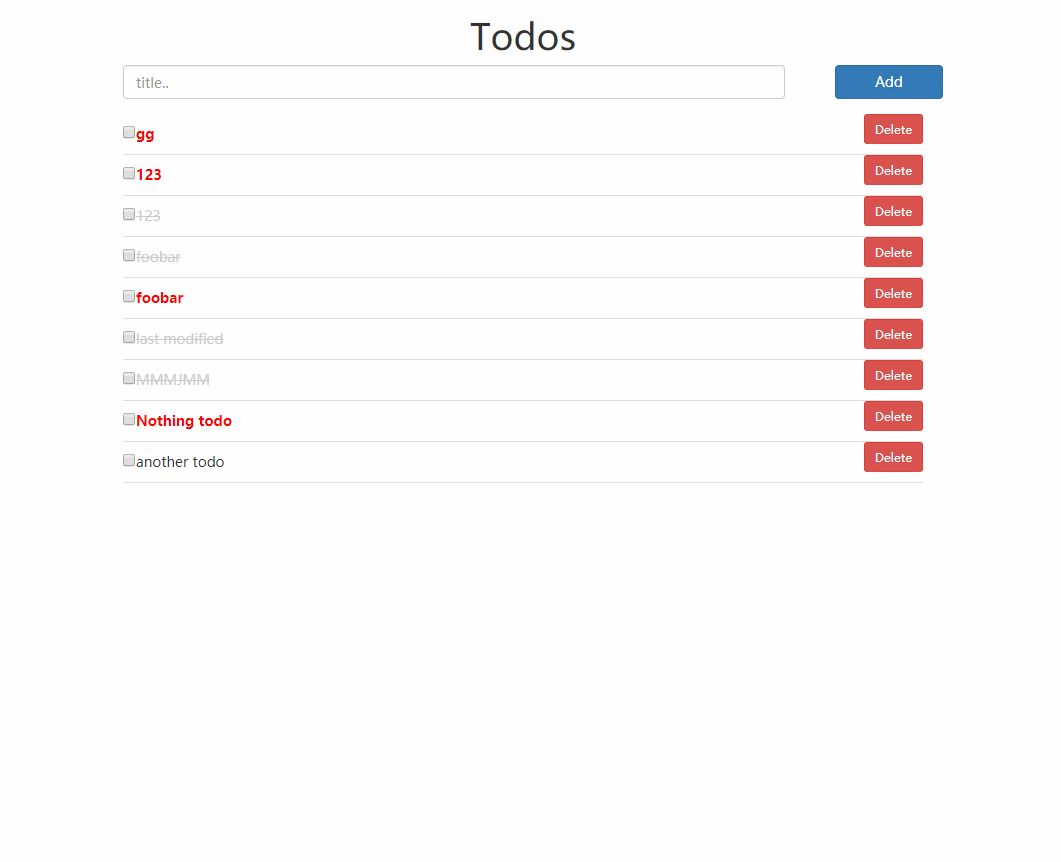 Todos
title.. Add
gg Delete
123 Delete
123 Delete
foobar Delete
foobar Delete
last modified Delete
MMMJMM Delete
Nothing todo Delete
another todo Delete